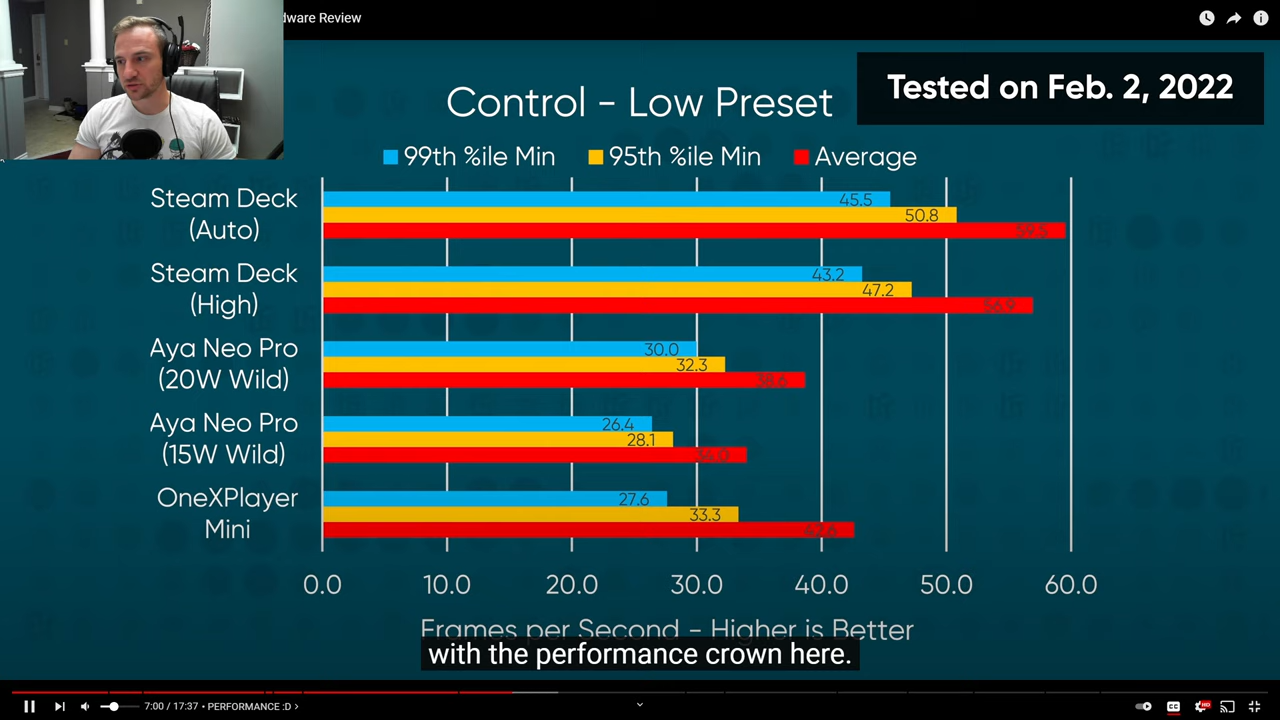 dware Review
Tested on Feb. 2, 2022
Control - Low Preset
99th %ile Min 95th %ile Min Average
Steam Deck
(Auto)
45.5
50.8
59.5
Steam Deck
(High)
43.2
47.2
56.9
Aya Neo Pro
(20W Wild)
30.0
32.3
38.6
Aya Neo Pro
(15W Wild)
26.4
28.1
34.0
OneXPlayer
Mini
27.6
33.3
42.6
0.0 10.0 20.0 30.0 40.0 50.0 60.0
Frames per Second - Higher is Better
with the performance crown here.
7:00 / 17:37 • PERFORMANCE :D >
CC
HD